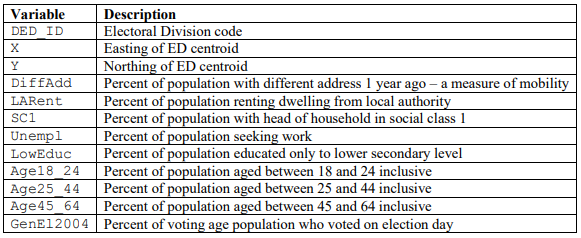 Variable Description
DED_ID Electoral Division code
X Easting of ED centroid
Y Northing of ED centroid
DiffAdd Percent of population with different address 1 year ago – a measure of mobility
LARent Percent of population renting dwelling from local authority
SC1 Percent of population with head of household in social class 1
Unempl Percent of population seeking work
LowEduc Percent of population educated only to lower secondary level
Age18_24 Percent of population aged between 18 and 24 inclusive
Age25_44 Percent of population aged between 25 and 44 inclusive
Age45_64 Percent of population aged between 45 and 64 inclusive
GenEl2004 Percent of voting age population who voted on election day